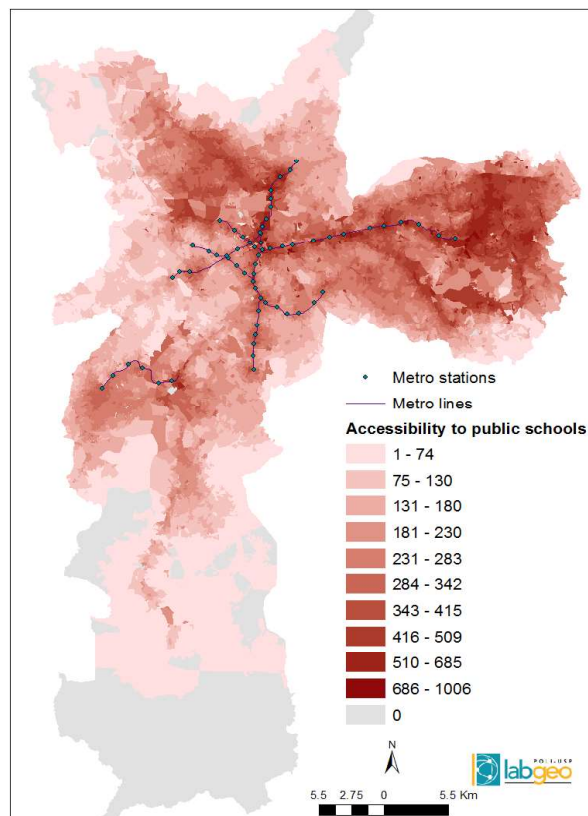 Metro stations
Metro lines
Accessibility to public schools
1 - 74
75 - 130
131 - 180
181 - 230
231 - 283
284 - 342
343 - 415
416 - 509
510 - 685
686 - 1006
0
N
POLI-USP
labgeo
5.5 2.75 0 5.5 Km